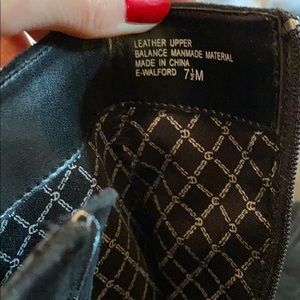 LEATHER UPPER
BALANCE MANMADE MATERIAL
MADE IN CHINA
E-WALFORD 7½M